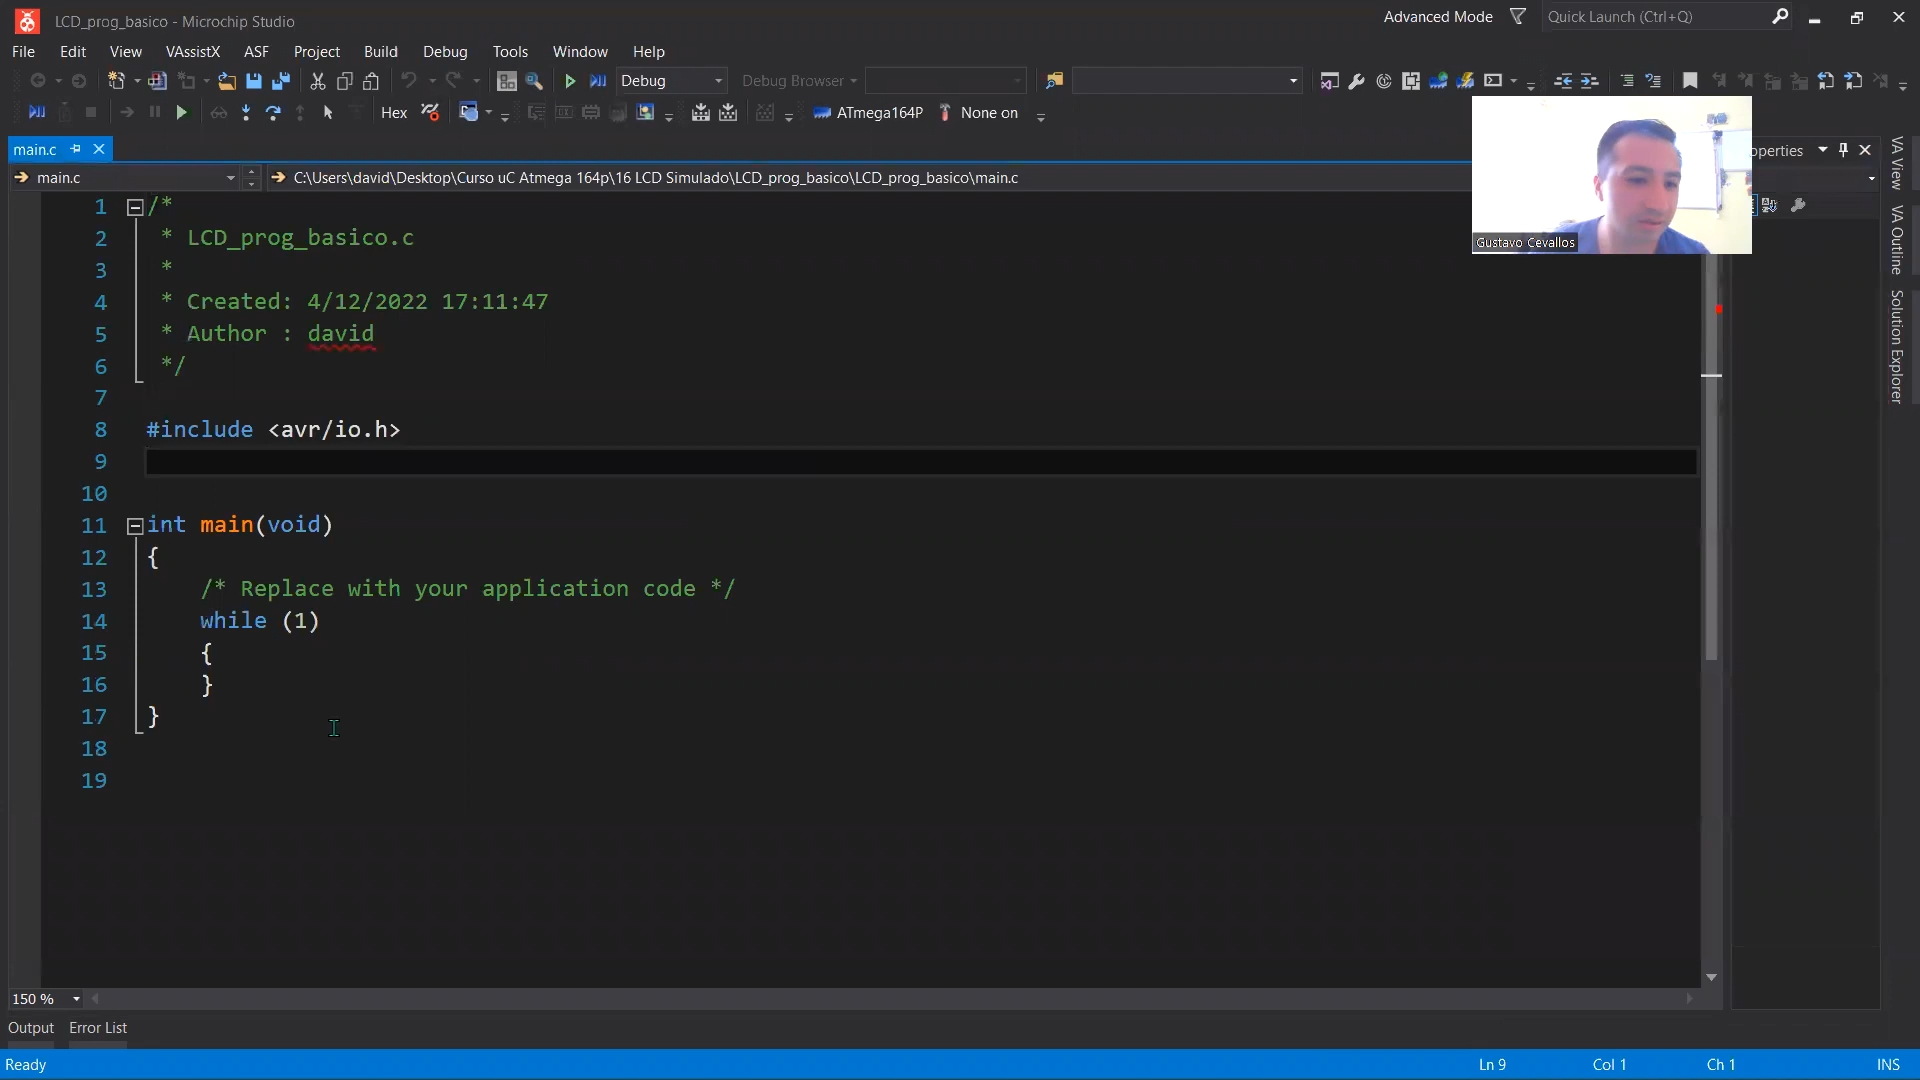 LCD_prog_basico - Microchip Studio
Advanced Mode
Quick Launch (Ctrl+Q)
File Edit View VAssistX ASF Project Build Debug Tools Window Help
Debug
Debug Browser
Hex
ATmega164P
None on
main.c
operties
main.c
C:\Users\david\Desktop\Curso uC Atmega 164p\16 LCD Simulado\LCD_prog_basico\LCD_prog_basico\main.c
Gustavo Cevallos
VA View
VA Outline
Solution Explorer
1 /*
2 * LCD_prog_basico.c
3 *
4 * Created: 4/12/2022 17:11:47
5 * Author : david
6 */
7
8 #include <avr/io.h>
9
10
11 int main(void)
12 {
13 /* Replace with your application code */
14 while (1)
15 {
16 }
17 }
18
19
150 %
Output Error List
Ready
Ln 9 Col 1 Ch 1 INS